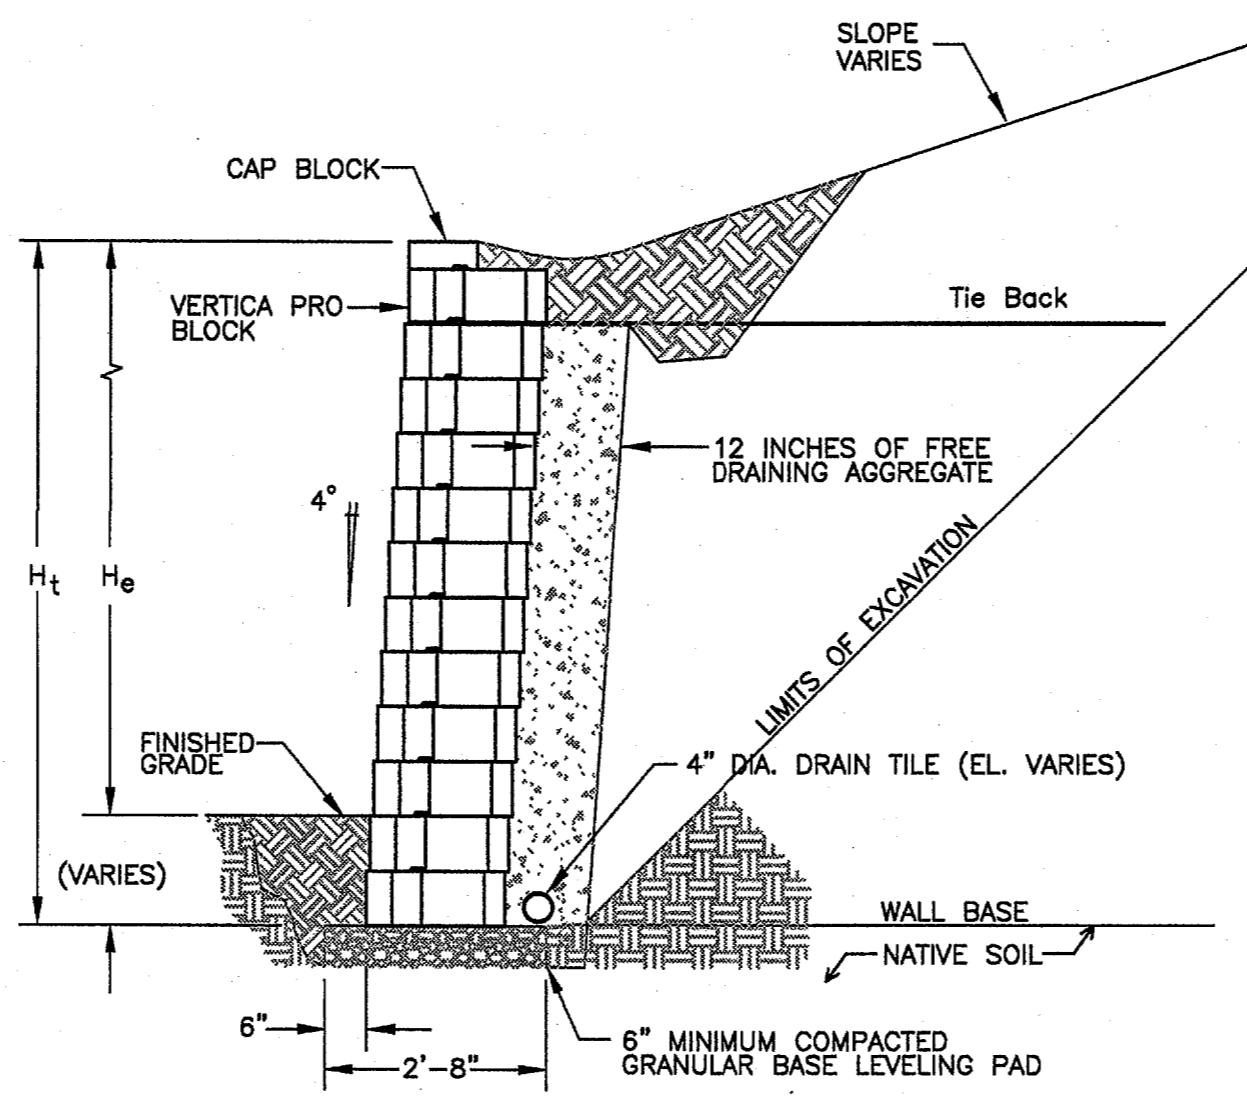 SLOPE
VARIES
CAP BLOCK
VERTICA PRO
BLOCK
Tie Back
12 INCHES OF FREE
DRAINING AGGREGATE
4°
Ht
He
LIMITS OF EXCAVATION
FINISHED
GRADE
4" DIA. DRAIN TILE (EL. VARIES)
(VARIES)
WALL BASE
NATIVE SOIL
6"
2'-8"
6" MINIMUM COMPACTED
GRANULAR BASE LEVELING PAD